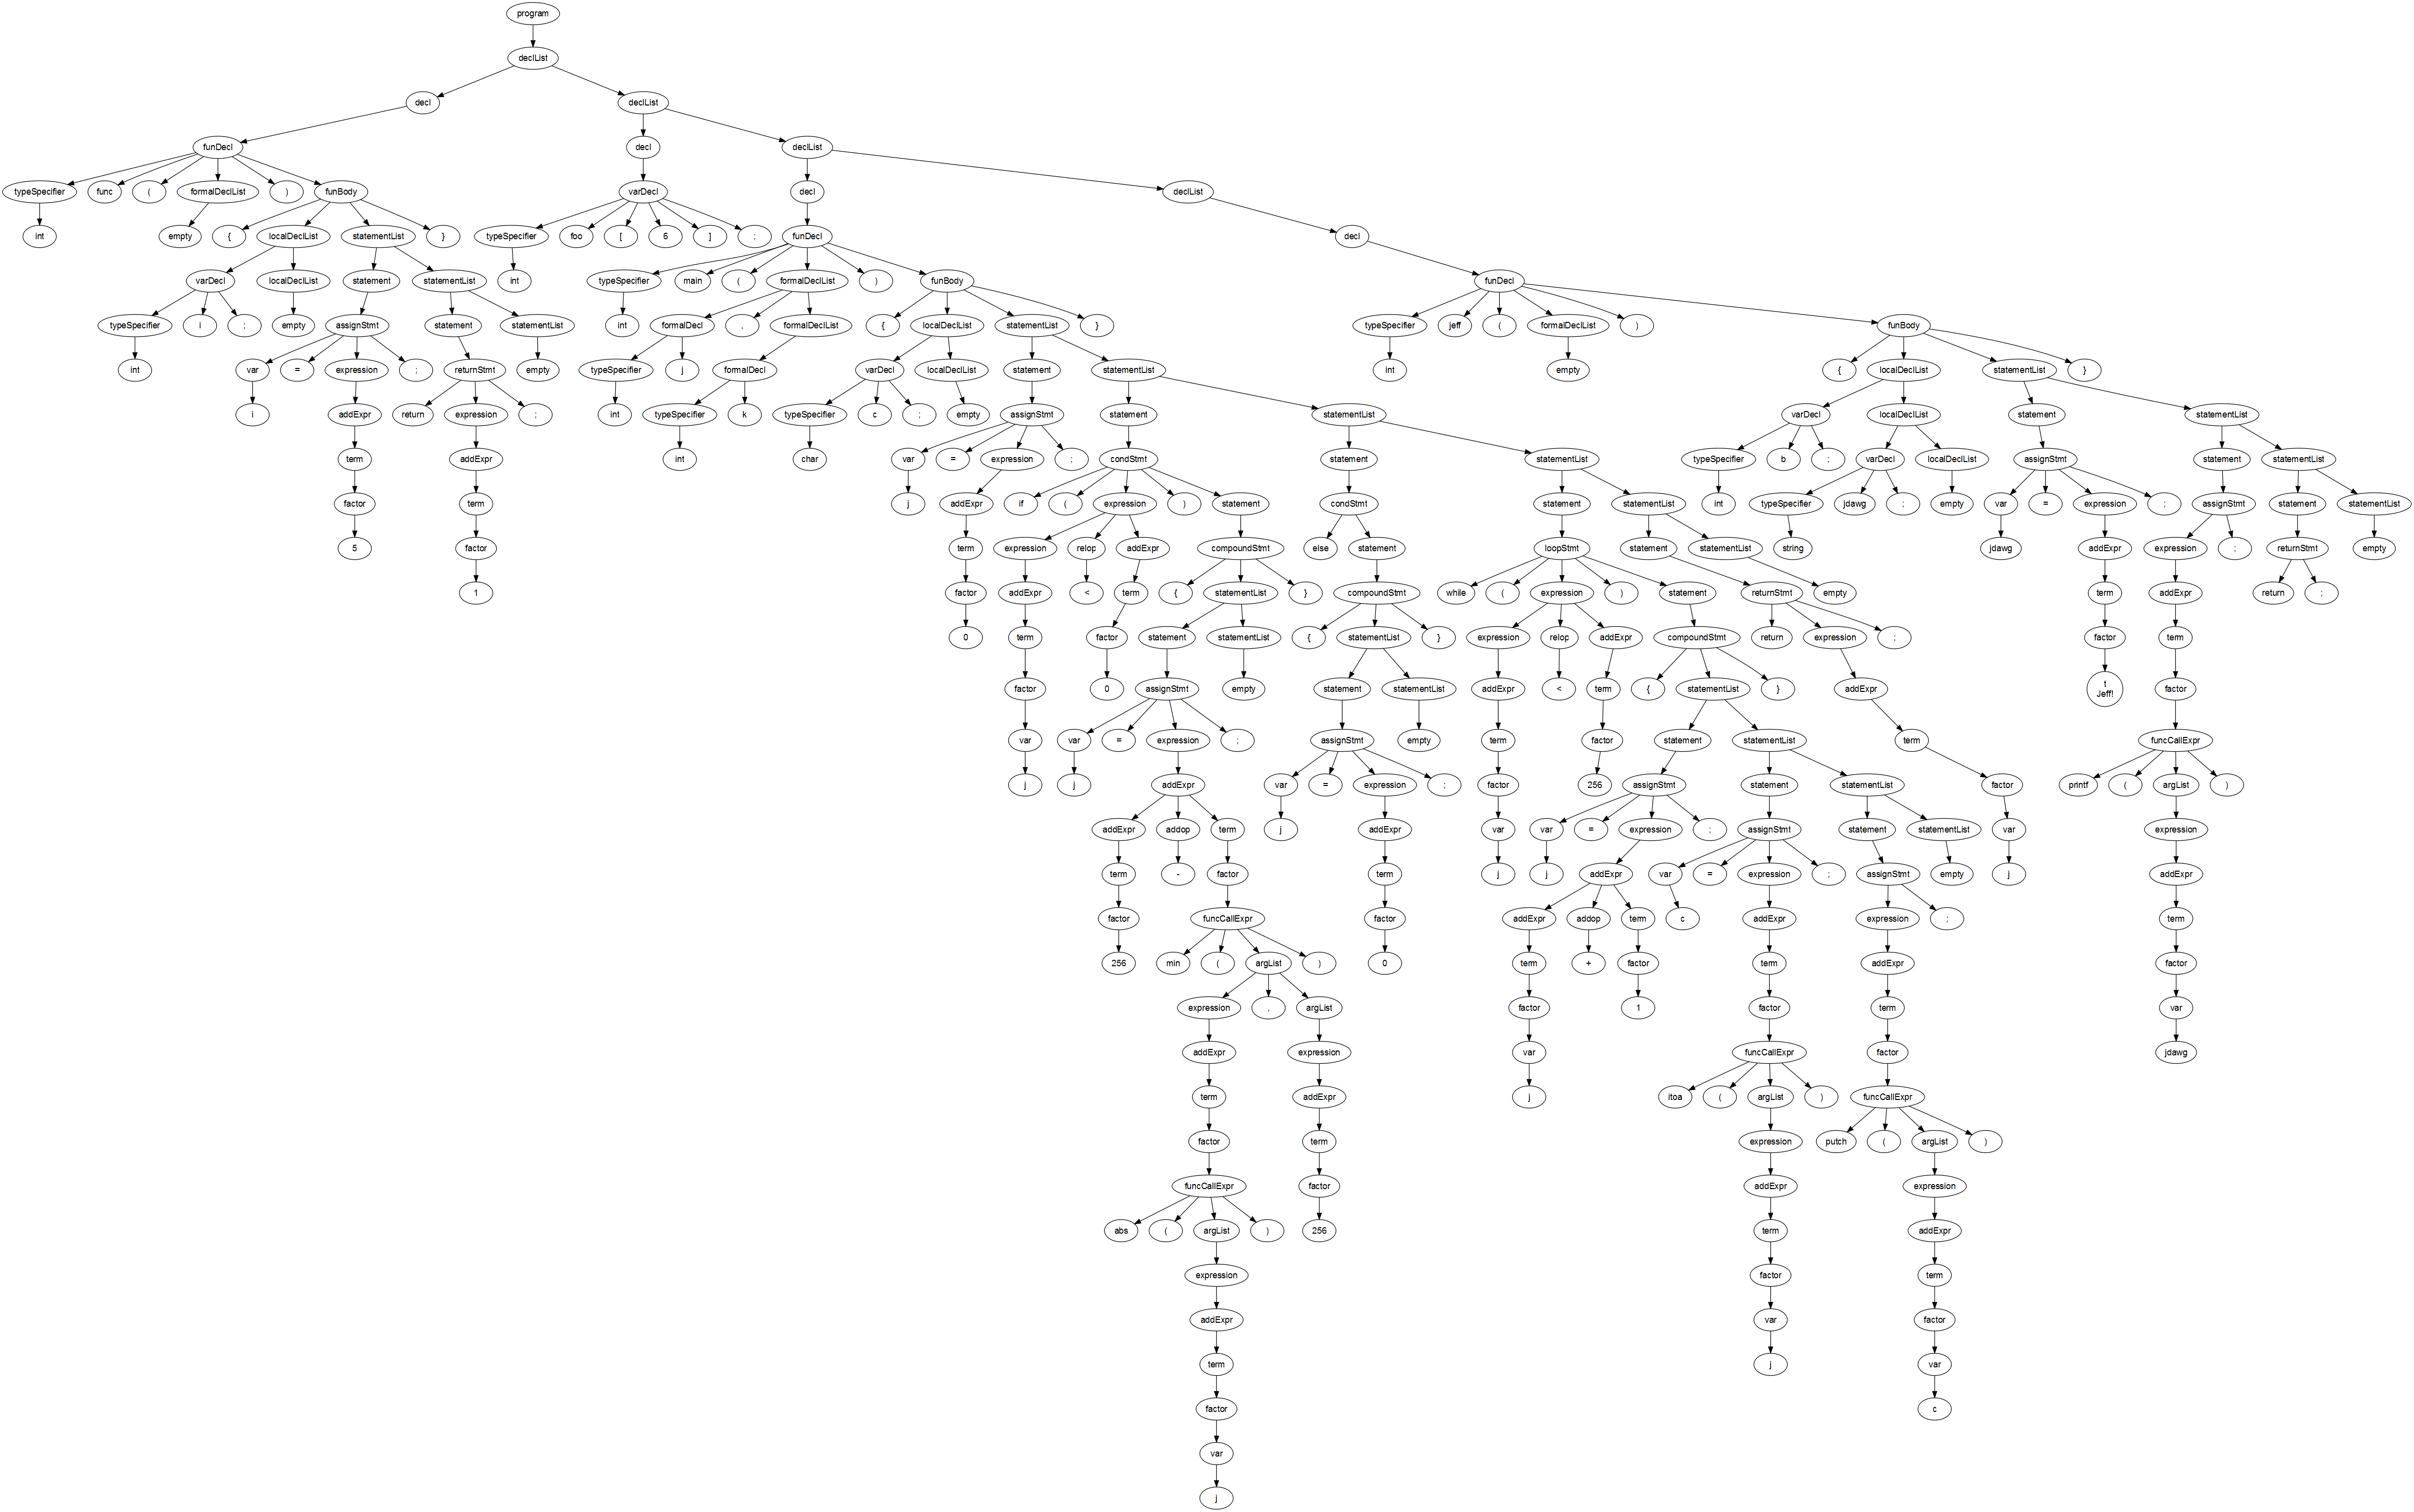 program
declList
decl declList
funDecl decl declList
typeSpecifier func ( formalDeclList ) funBody varDecl decl declList
int empty { localDeclList statementList } typeSpecifier foo [ 6 ] ; funDecl decl
varDecl localDeclList statement statementList int typeSpecifier main ( formalDeclList ) funBody funDecl
typeSpecifier i ; empty assignStmt statement statementList int formalDecl , formalDeclList { localDeclList statementList } typeSpecifier jeff ( formalDeclList ) funBody
int var = expression ; returnStmt empty typeSpecifier j formalDecl varDecl localDeclList statement statementList int empty { localDeclList statementList }
i addExpr return expression ; int typeSpecifier k typeSpecifier c ; empty assignStmt statement statementList varDecl localDeclList statement statementList
term addExpr int char var = expression ; condStmt statement statementList typeSpecifier b ; varDecl localDeclList assignStmt statement statementList
factor term j addExpr if ( expression ) statement condStmt statement statementList int typeSpecifier jdawg ; empty var = expression ; assignStmt statement statementList
5 factor term expression relop addExpr compoundStmt else statement loopStmt statement statementList string jdawg addExpr expression ; returnStmt empty
1 factor addExpr < term { statementList } compoundStmt while ( expression ) statement returnStmt empty term addExpr return ;
0 term factor statement statementList { statementList } expression relop addExpr compoundStmt return expression ; factor term
factor 0 assignStmt empty statement statementList addExpr < term { statementList } addExpr t
Jeff! factor
var var = expression ; assignStmt empty term factor statement statementList term funcCallExpr
j j addExpr var = expression ; factor 256 assignStmt statement statementList factor printf ( argList )
addExpr addop term j addExpr var var = expression ; assignStmt statement statementList var expression
term - factor term j j addExpr var = expression ; assignStmt empty j addExpr
factor funcCallExpr factor addExpr addop term c addExpr expression ; term
256 min ( argList ) 0 term + factor term addExpr factor
expression , argList factor 1 factor term var
addExpr expression var funcCallExpr factor jdawg
term addExpr j itoa ( argList ) funcCallExpr
factor term expression putch ( argList )
funcCallExpr factor addExpr expression
abs ( argList ) 256 term addExpr
expression factor term
addExpr var factor
term j var
factor c
var
j